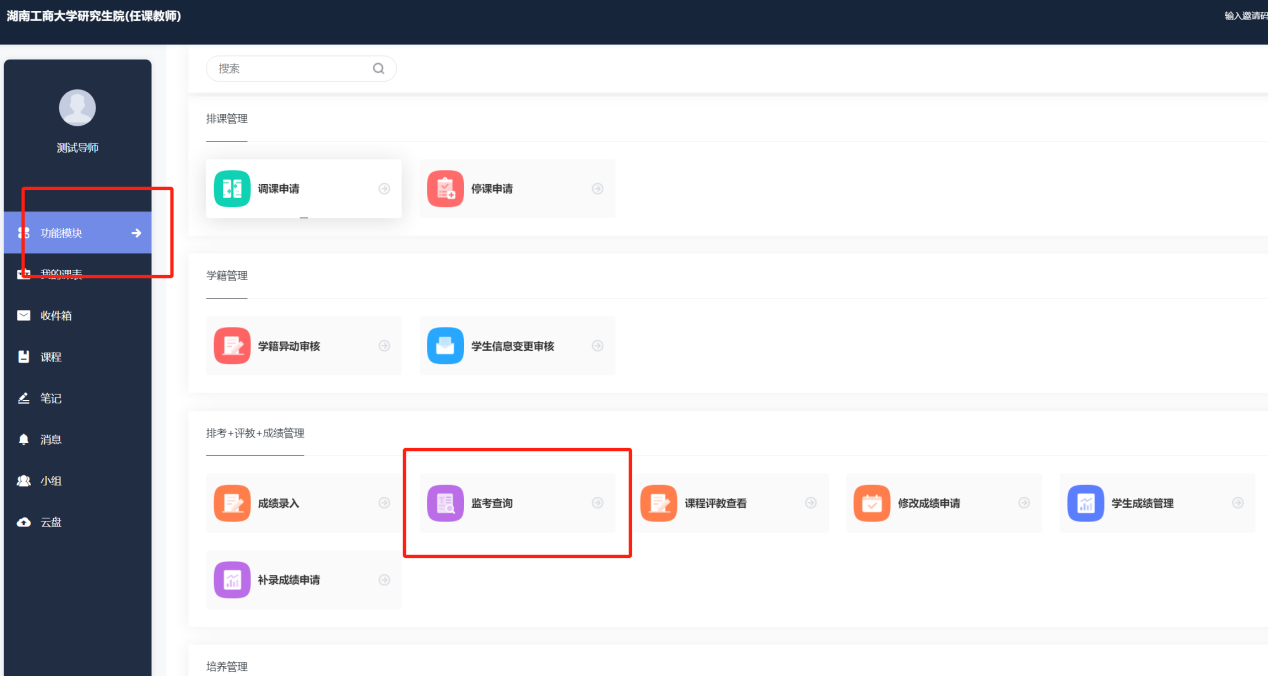 湖南工商大学研究生院(任课教师)
输入邀请码
搜索
测试导师
功能模块
我的课表
收件箱
课程
笔记
消息
小组
云盘
排课管理
调课申请
停课申请
学籍管理
学籍异动审核
学生信息变更审核
排考+评教+成绩管理
成绩录入
监考查询
课程评教查看
修改成绩申请
学生成绩管理
补录成绩申请
培养管理